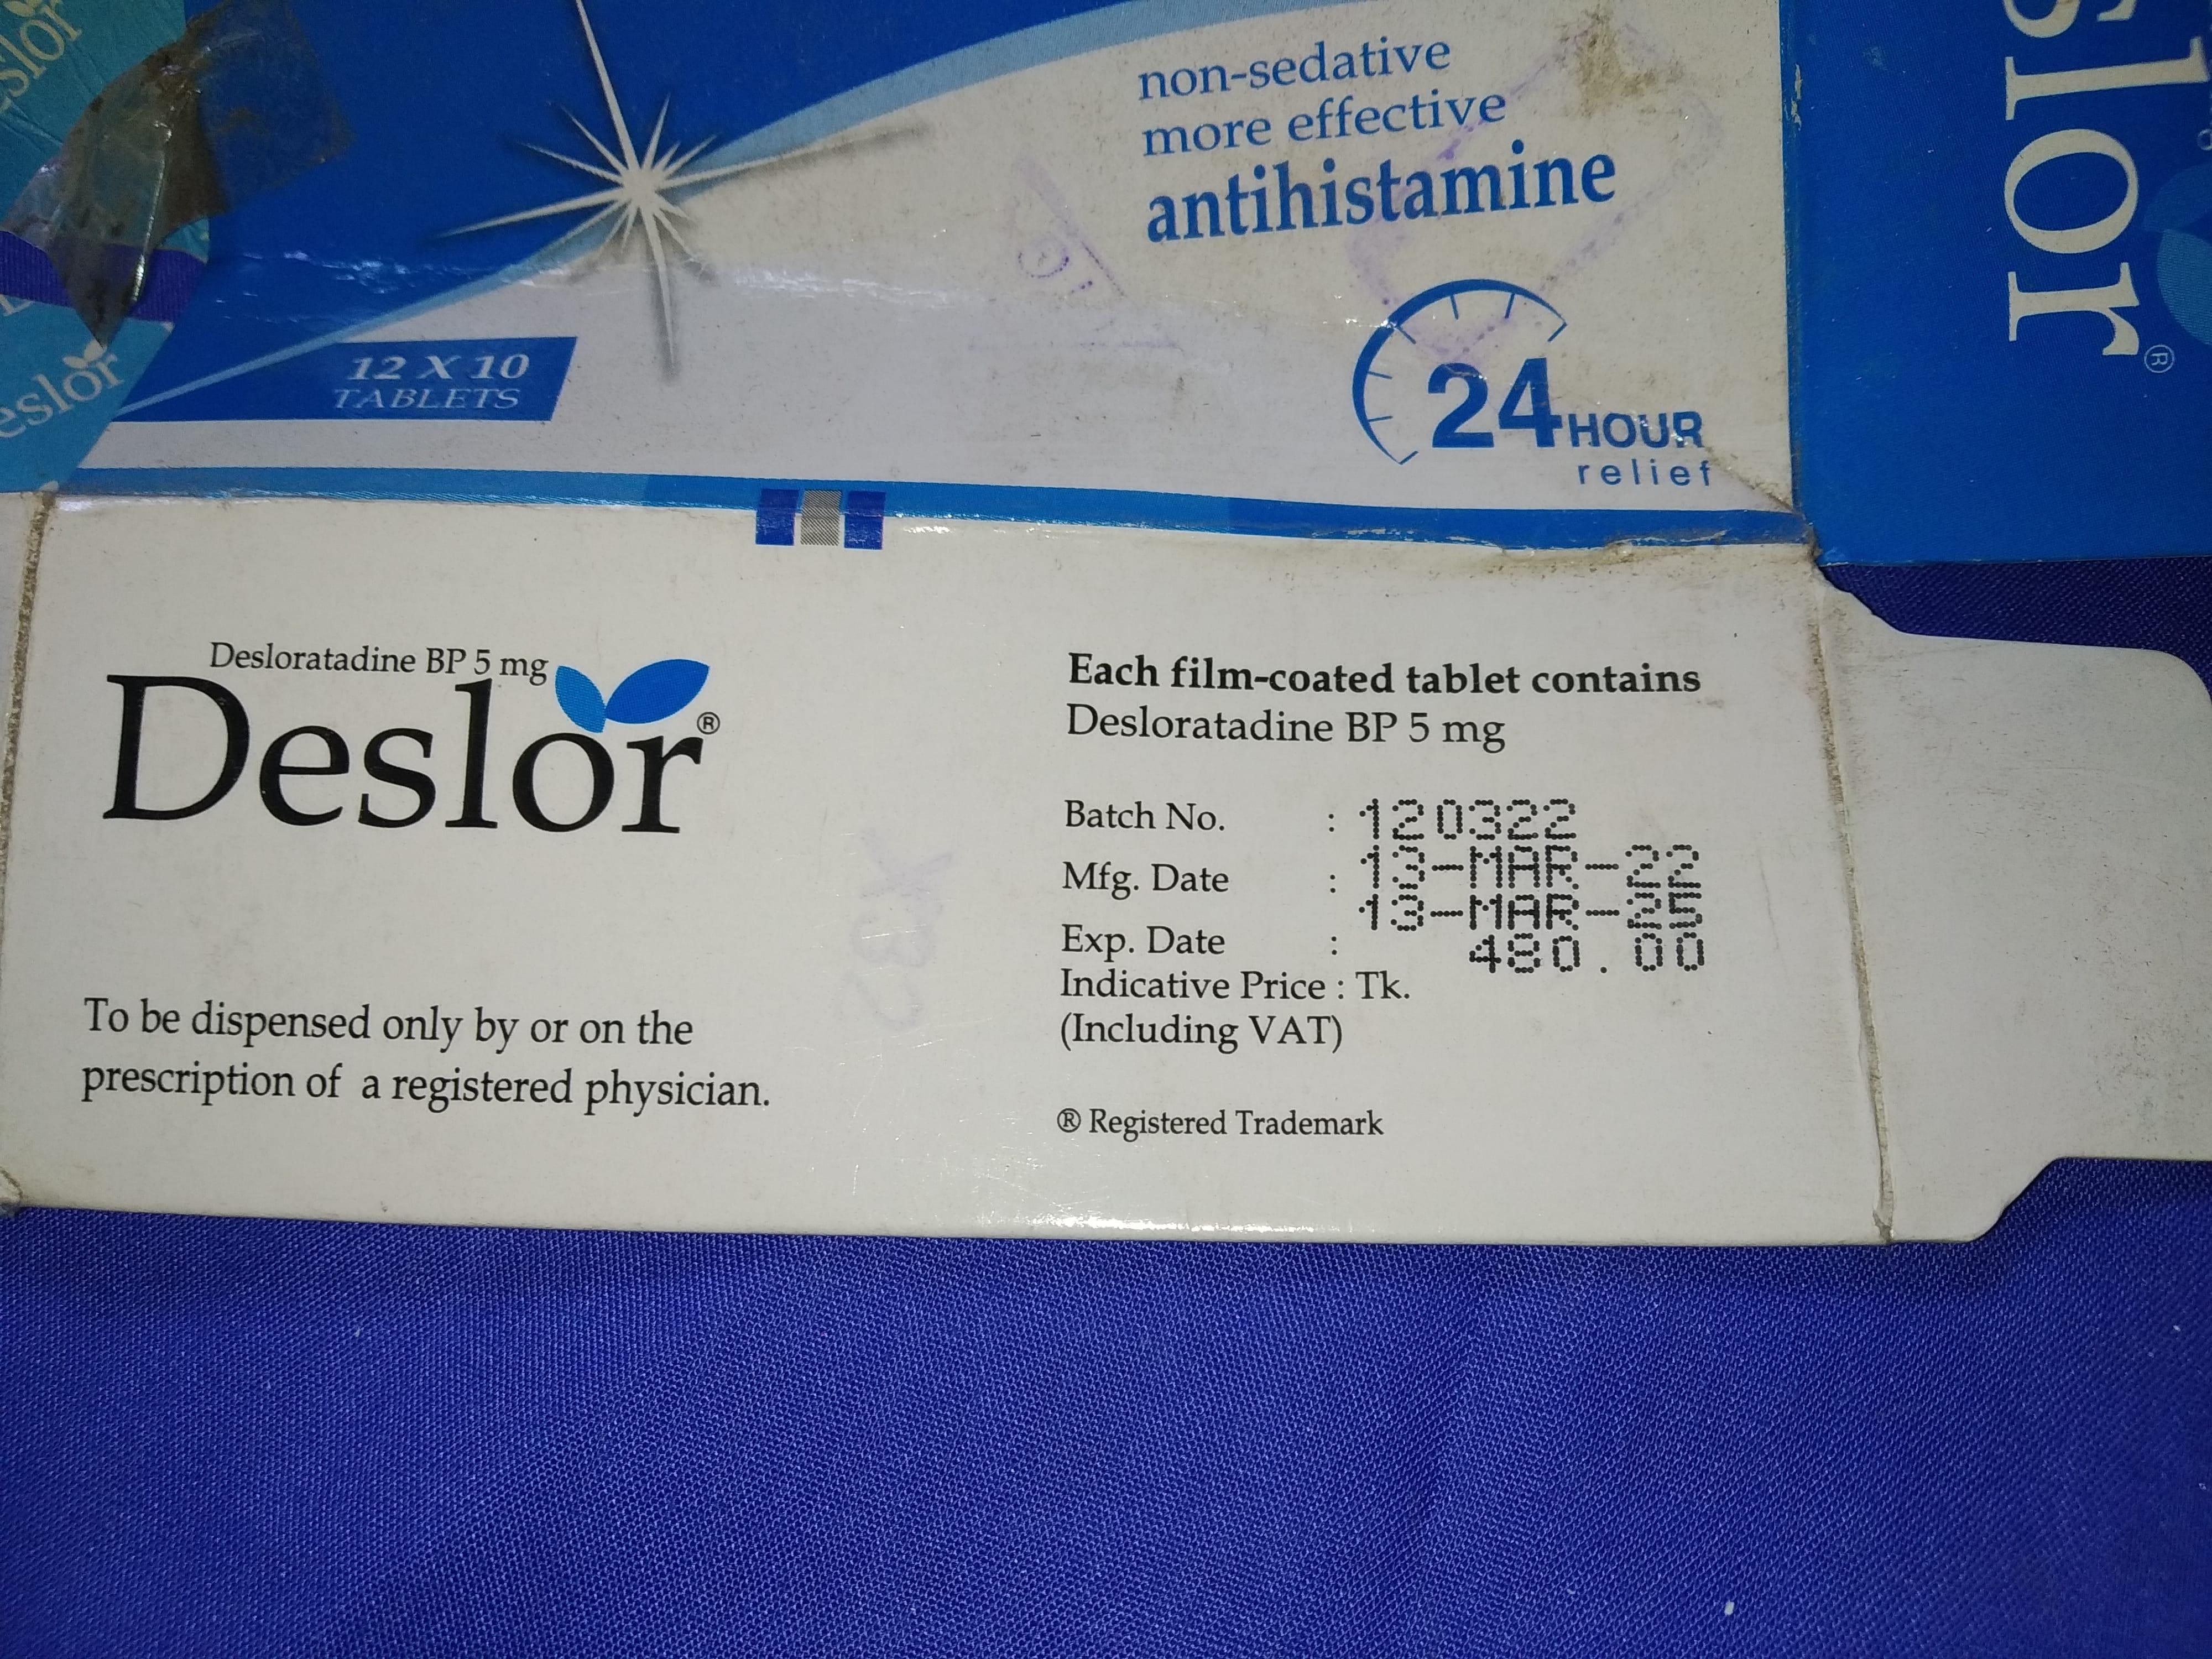 non-sedative
more effective
antihistamine
24 HOUR
relief
12 X 10
TABLETS
slor®
eslor
Desloratadine BP 5 mg
Deslor®
To be dispensed only by or on the
prescription of a registered physician.
Each film-coated tablet contains
Desloratadine BP 5 mg
Batch No. : 120322
Mfg. Date : 13-MAR-22
Exp. Date : 13-MAR-25
Indicative Price : Tk. 480.00
(Including VAT)
® Registered Trademark